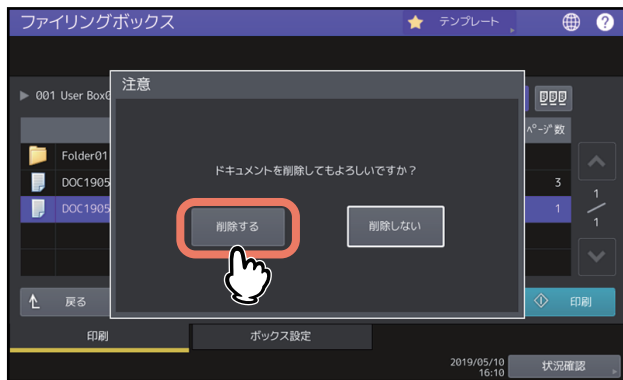 ファイリングボックス
テンプレート
?
001 User Box0
注意
ページ数
Folder01
DOC1905
3
DOC1905
1
ドキュメントを削除してもよろしいですか?
削除する
削除しない
1
1
戻る
印刷
印刷
ボックス設定
2019/05/10
16:10
状況確認